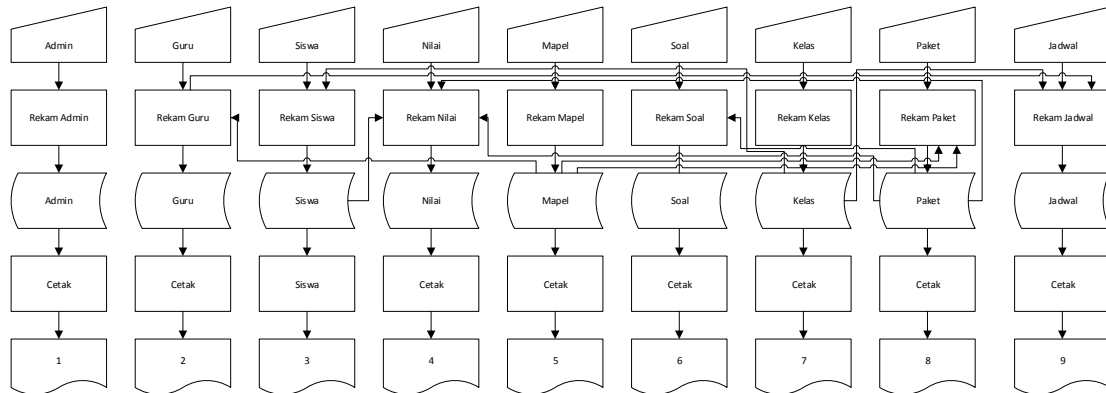 Admin Guru Siswa Nilai Mapel Soal Kelas Paket Jadwal
Rekam Admin Rekam Guru Rekam Siswa Rekam Nilai Rekam Mapel Rekam Soal Rekam Kelas Rekam Paket Rekam Jadwal
Admin Guru Siswa Nilai Mapel Soal Kelas Paket Jadwal
Cetak Cetak Siswa Cetak Cetak Cetak Cetak Cetak Cetak
1 2 3 4 5 6 7 8 9